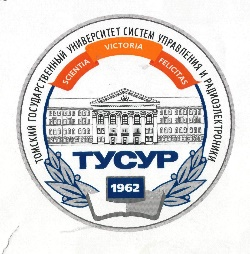 ТОМСКИЙ ГОСУДАРСТВЕННЫЙ УНИВЕРСИТЕТ СИСТЕМ УПРАВЛЕНИЯ И РАДИОЭЛЕКТРОНИКИ
SCIENTIA VICTORIA FELICITAS
ТУСУР
1962